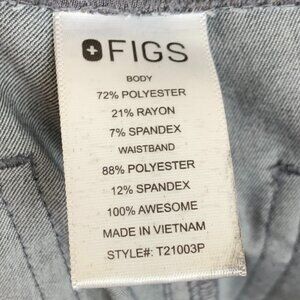 FIGS
BODY
72% POLYESTER
21% RAYON
7% SPANDEX
WAISTBAND
88% POLYESTER
12% SPANDEX
100% AWESOME
MADE IN VIETNAM
STYLE#: T21003P